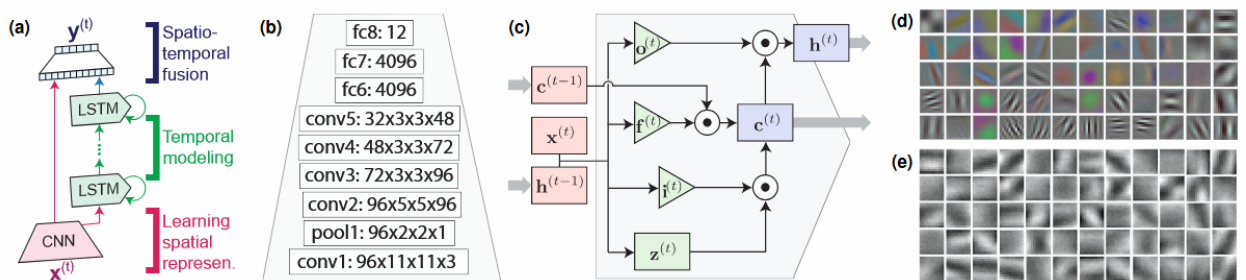 (a)
y(t)
Spatio-
temporal
fusion
LSTM
Temporal
modeling
LSTM
CNN
Learning
spatial
represen.
x(t)
(b)
fc8: 12
fc7: 4096
fc6: 4096
conv5: 32x3x3x48
conv4: 48x3x3x72
conv3: 72x3x3x96
conv2: 96x5x5x96
pool1: 96x2x2x1
conv1: 96x11x11x3
(c)
o(t)
h(t)
c(t−1)
f(t)
c(t)
x(t)
h(t−1)
i(t)
z(t)
(d)
(e)